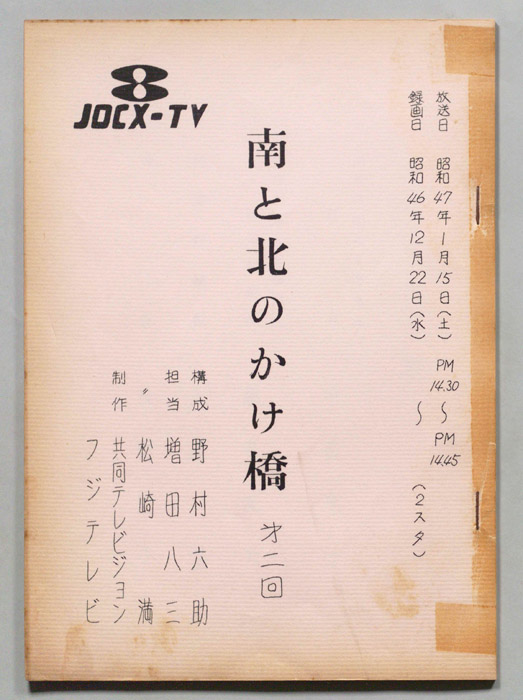 放送日 昭和47年1月15日(土) PM 14.30 〜 PM 14.45
録画日 昭和46年12月22日(水) 〜 (2スタ)
南と北のかけ橋 才二回
構成 野村六助
担当 増田八三
〃 松崎満
制作 共同テレビジョン
フジテレビ
8
JOCX-TV